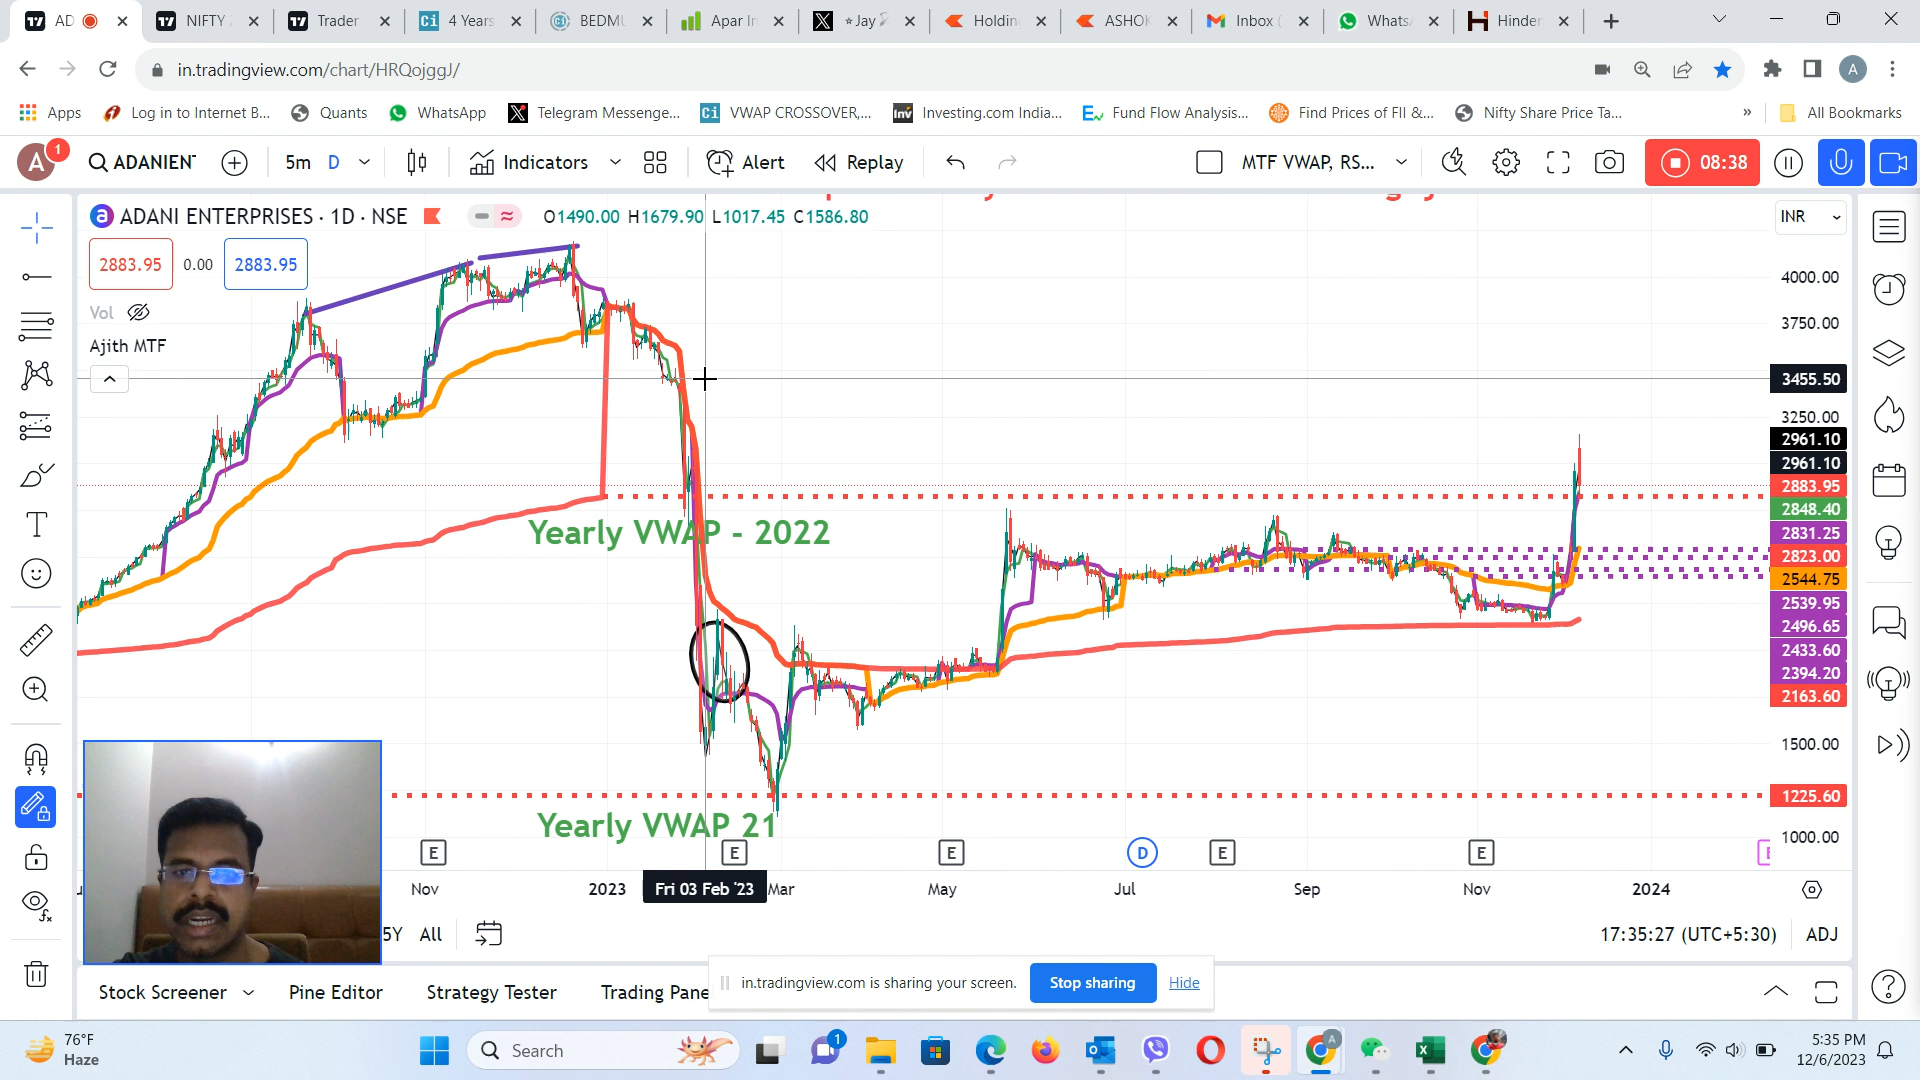 AD
NIFTY
Trader
4 Years
BEDMU
Apar In
Jay
Holdin
ASHOK
Inbox (
Whats
Hinder
in.tradingview.com/chart/HRQojggJ/
A
Apps
Log in to Internet B...
Quants
WhatsApp
Telegram Messenge...
VWAP CROSSOVER,...
Investing.com India...
Fund Flow Analysis...
Find Prices of FII &...
Nifty Share Price Ta...
»
All Bookmarks
A
1
ADANIENT
5m
D
Indicators
Alert
Replay
MTF VWAP, RS...
08:38
a ADANI ENTERPRISES · 1D · NSE
O1490.00 H1679.90 L1017.45 C1586.80
INR
2883.95
0.00
2883.95
Vol
Ajith MTF
4000.00
3750.00
3455.50
3250.00
2961.10
2961.10
2883.95
2848.40
2831.25
2823.00
2544.75
2539.95
2496.65
2433.60
2394.20
2163.60
1500.00
1225.60
1000.00
Yearly VWAP - 2022
Yearly VWAP 21
E
E
E
D
E
E
E
Nov
2023
Fri 03 Feb '23
Mar
May
Jul
Sep
Nov
2024
5Y
All
17:35:27 (UTC+5:30)
ADJ
Stock Screener
Pine Editor
Strategy Tester
Trading Pane
in.tradingview.com is sharing your screen.
Stop sharing
Hide
76°F
Haze
Search
1
A
5:35 PM
12/6/2023